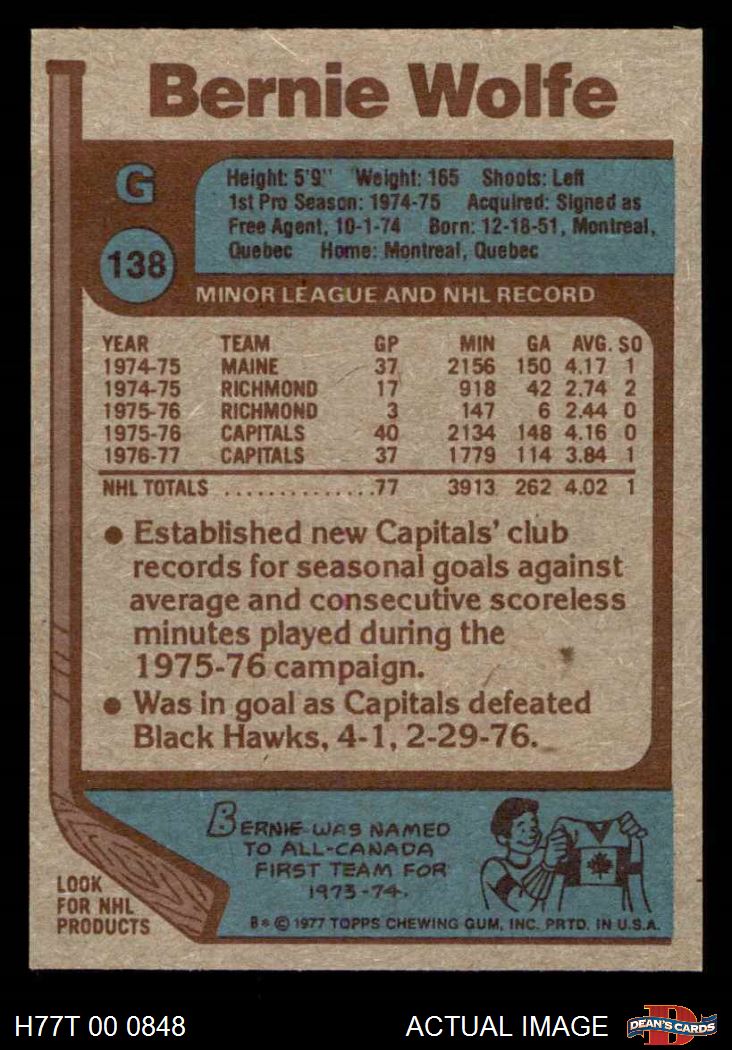 Bernie Wolfe
G
138
Height: 5'9" Weight: 165 Shoots: Left
1st Pro Season: 1974-75 Acquired: Signed as
Free Agent, 10-1-74 Born: 12-18-51, Montreal,
Quebec Home: Montreal, Quebec
MINOR LEAGUE AND NHL RECORD
YEAR TEAM GP MIN GA AVG. SO
1974-75 MAINE 37 2156 150 4.17 1
1974-75 RICHMOND 17 918 42 2.74 2
1975-76 RICHMOND 3 147 6 2.44 0
1975-76 CAPITALS 40 2134 148 4.16 0
1976-77 CAPITALS 37 1779 114 3.84 1
NHL TOTALS ..............77 3913 262 4.02 1
● Established new Capitals' club
records for seasonal goals against
average and consecutive scoreless
minutes played during the
1975-76 campaign.
● Was in goal as Capitals defeated
Black Hawks, 4-1, 2-29-76.
BERNIE WAS NAMED
TO ALL-CANADA
FIRST TEAM FOR
1973-74.
LOOK
FOR NHL
PRODUCTS
B* © 1977 TOPPS CHEWING GUM, INC. PRTD. IN U.S.A.
H77T 00 0848
ACTUAL IMAGE
D
DEAN'S CARDS